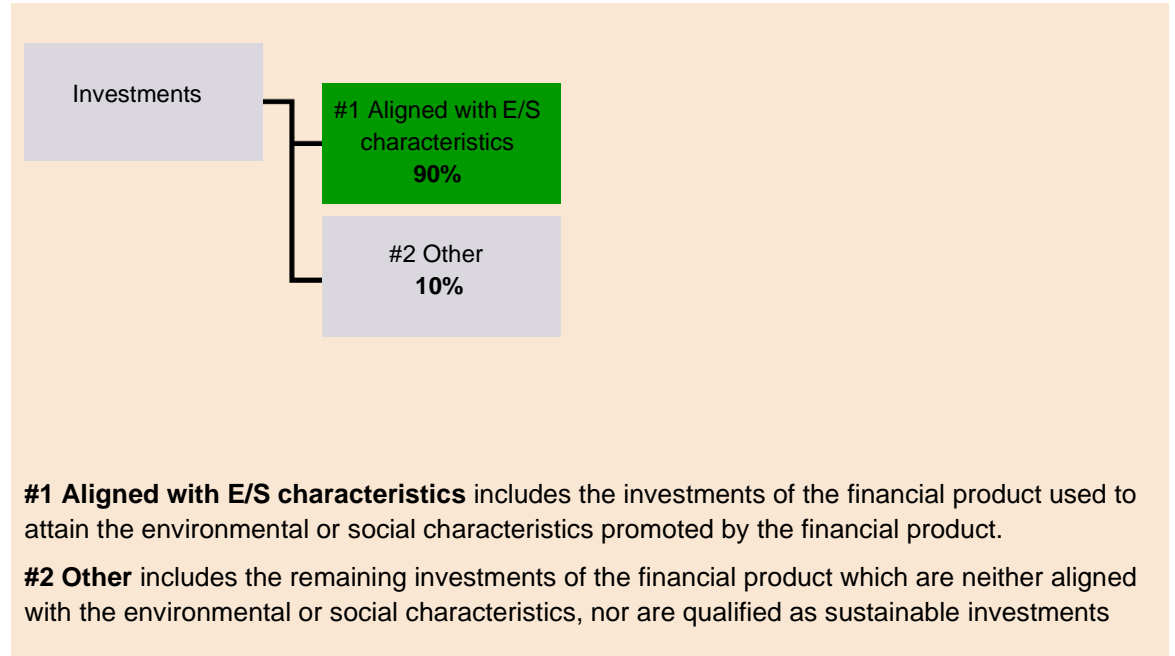 Investments
#1 Aligned with E/S
characteristics
90%
#2 Other
10%
#1 Aligned with E/S characteristics includes the investments of the financial product used to
attain the environmental or social characteristics promoted by the financial product.
#2 Other includes the remaining investments of the financial product which are neither aligned
with the environmental or social characteristics, nor are qualified as sustainable investments